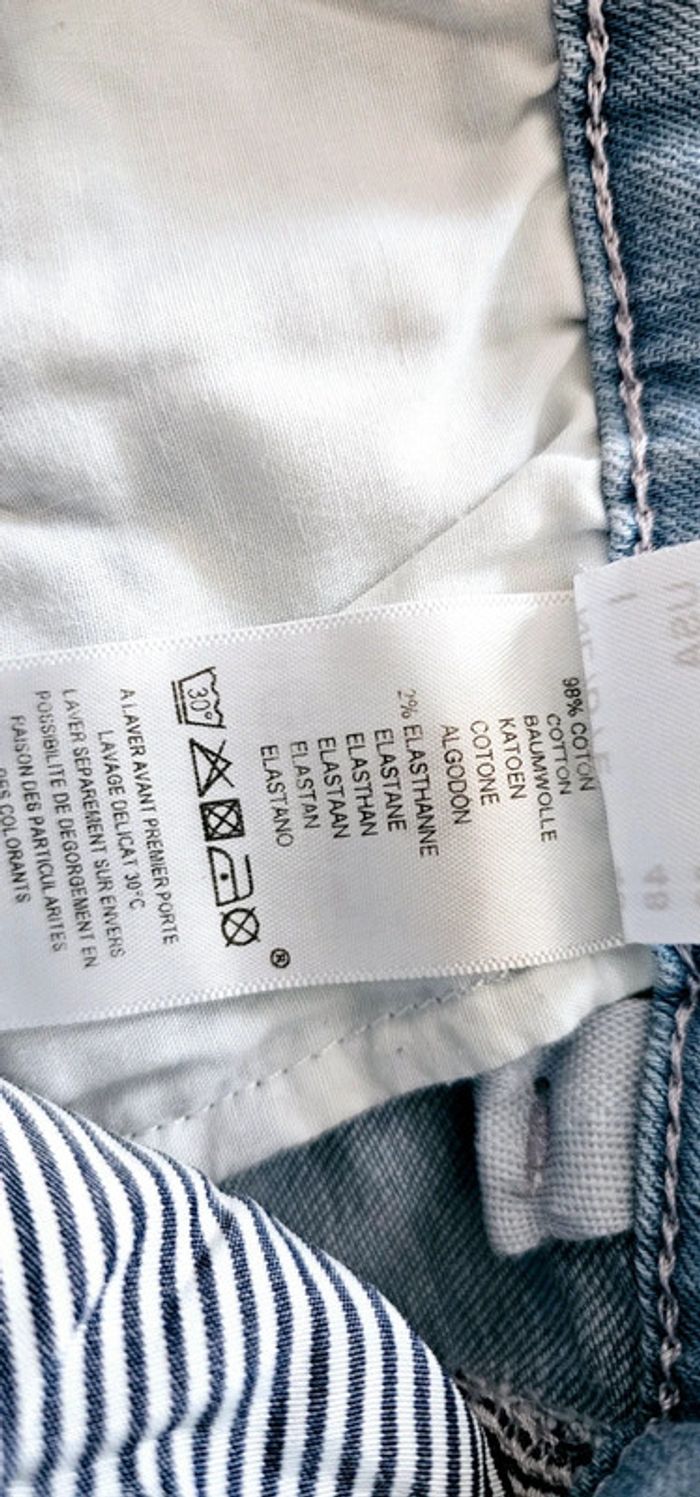 98% COTON
COTTON
BAUMWOLLE
KATOEN
COTONE
ALGODÓN
2% ELASTHANNE
ELASTANE
ELASTHAN
ELASTAAN
ELASTAN
ELASTANO
30°
®
A LAVER AVANT PREMIER PORTE
LAVAGE DELICAT 30°C
LAVER SEPAREMENT SUR ENVERS
POSSIBILITE DE DEGORGEMENT EN
RAISON DES PARTICULARITES
DES COLORANTS